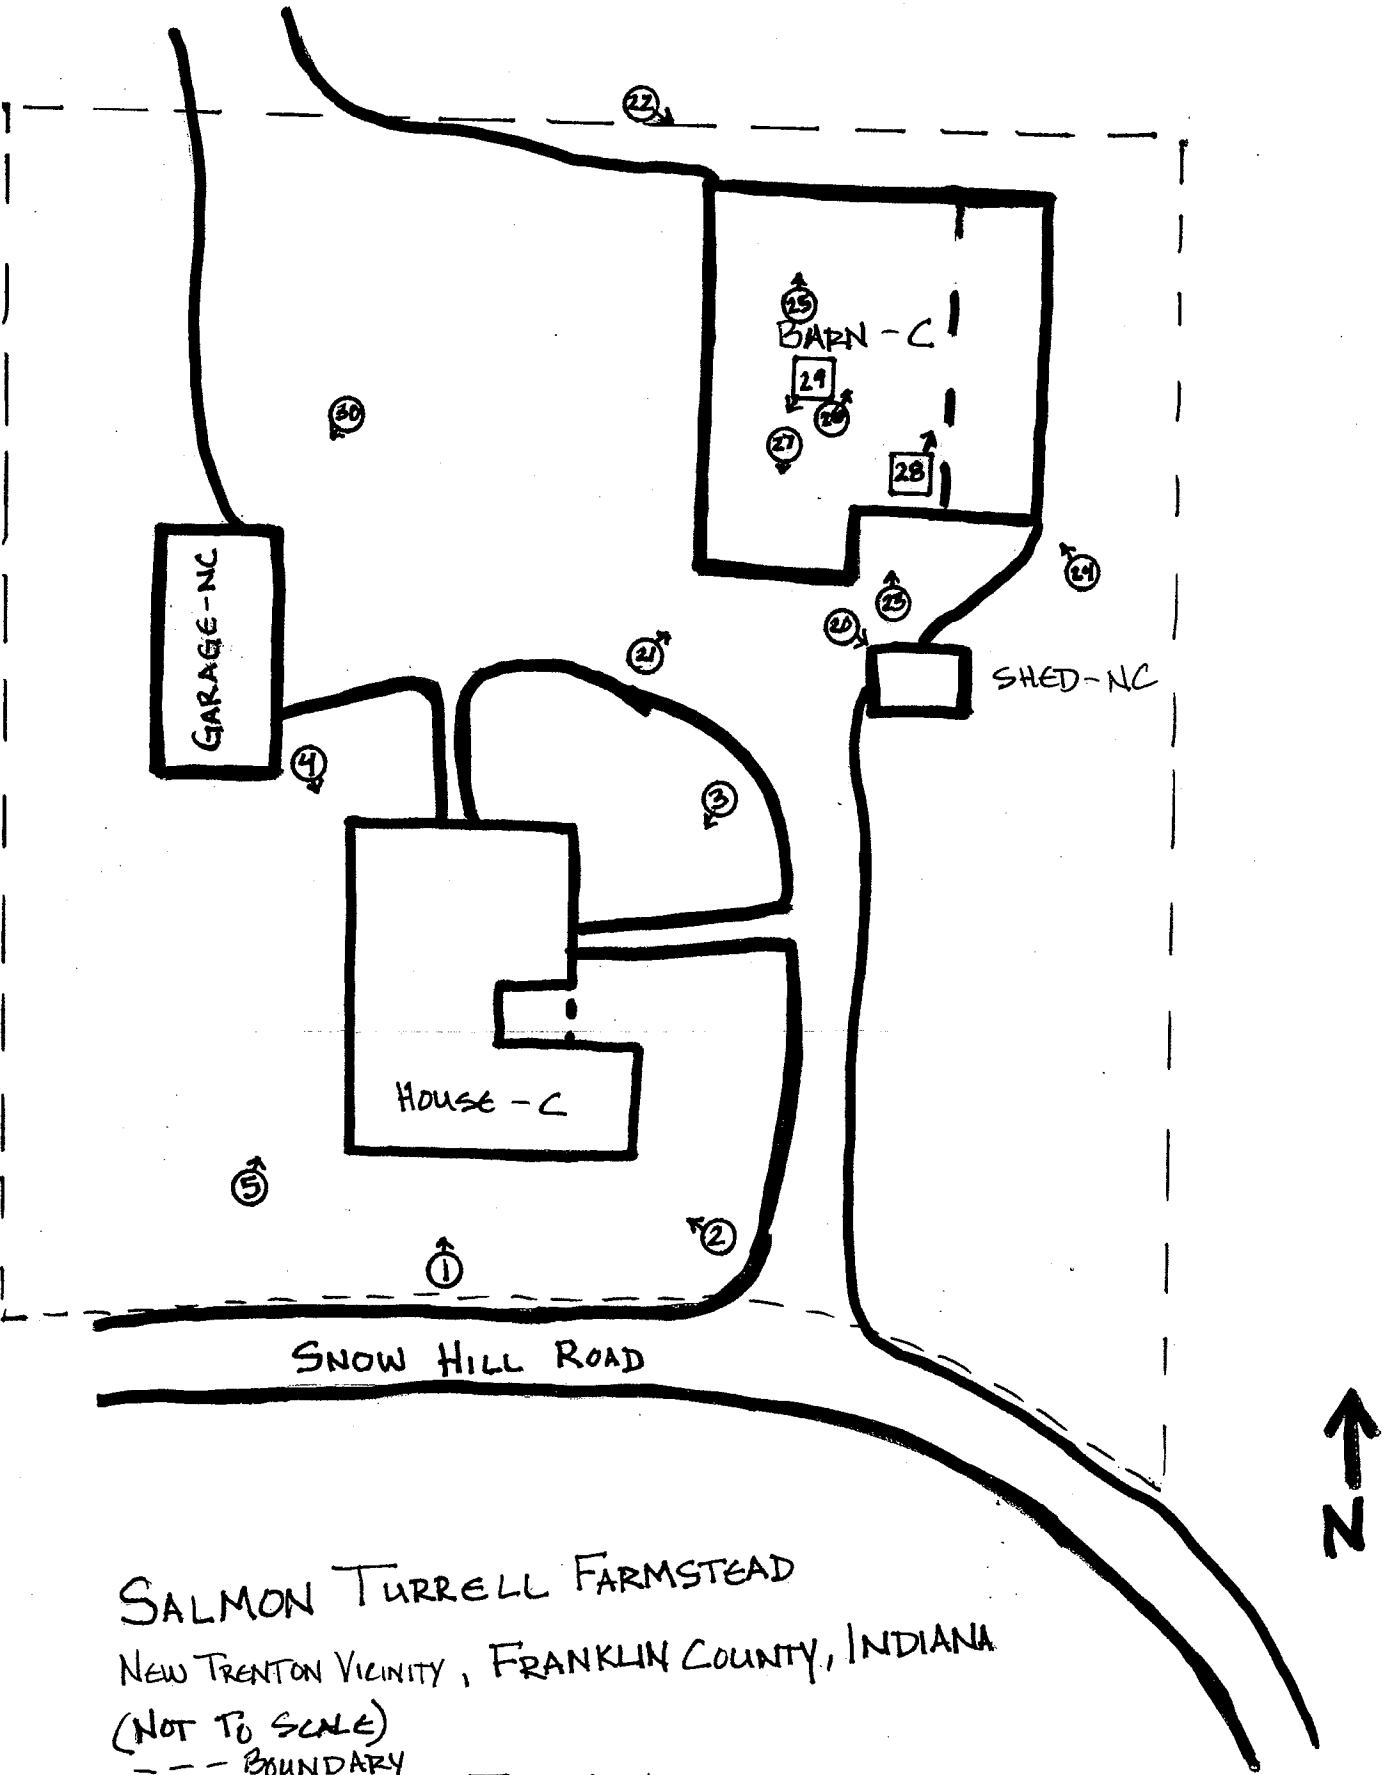 22
25
BARN - C
29
30
26
27
28
GARAGE-NC
24
23
20
21
SHED-NC
4
3
HOUSE - C
5
2
1
SNOW HILL ROAD
N
SALMON TURRELL FARMSTEAD
NEW TRENTON VICINITY, FRANKLIN COUNTY, INDIANA
(NOT TO SCALE)
--- BOUNDARY